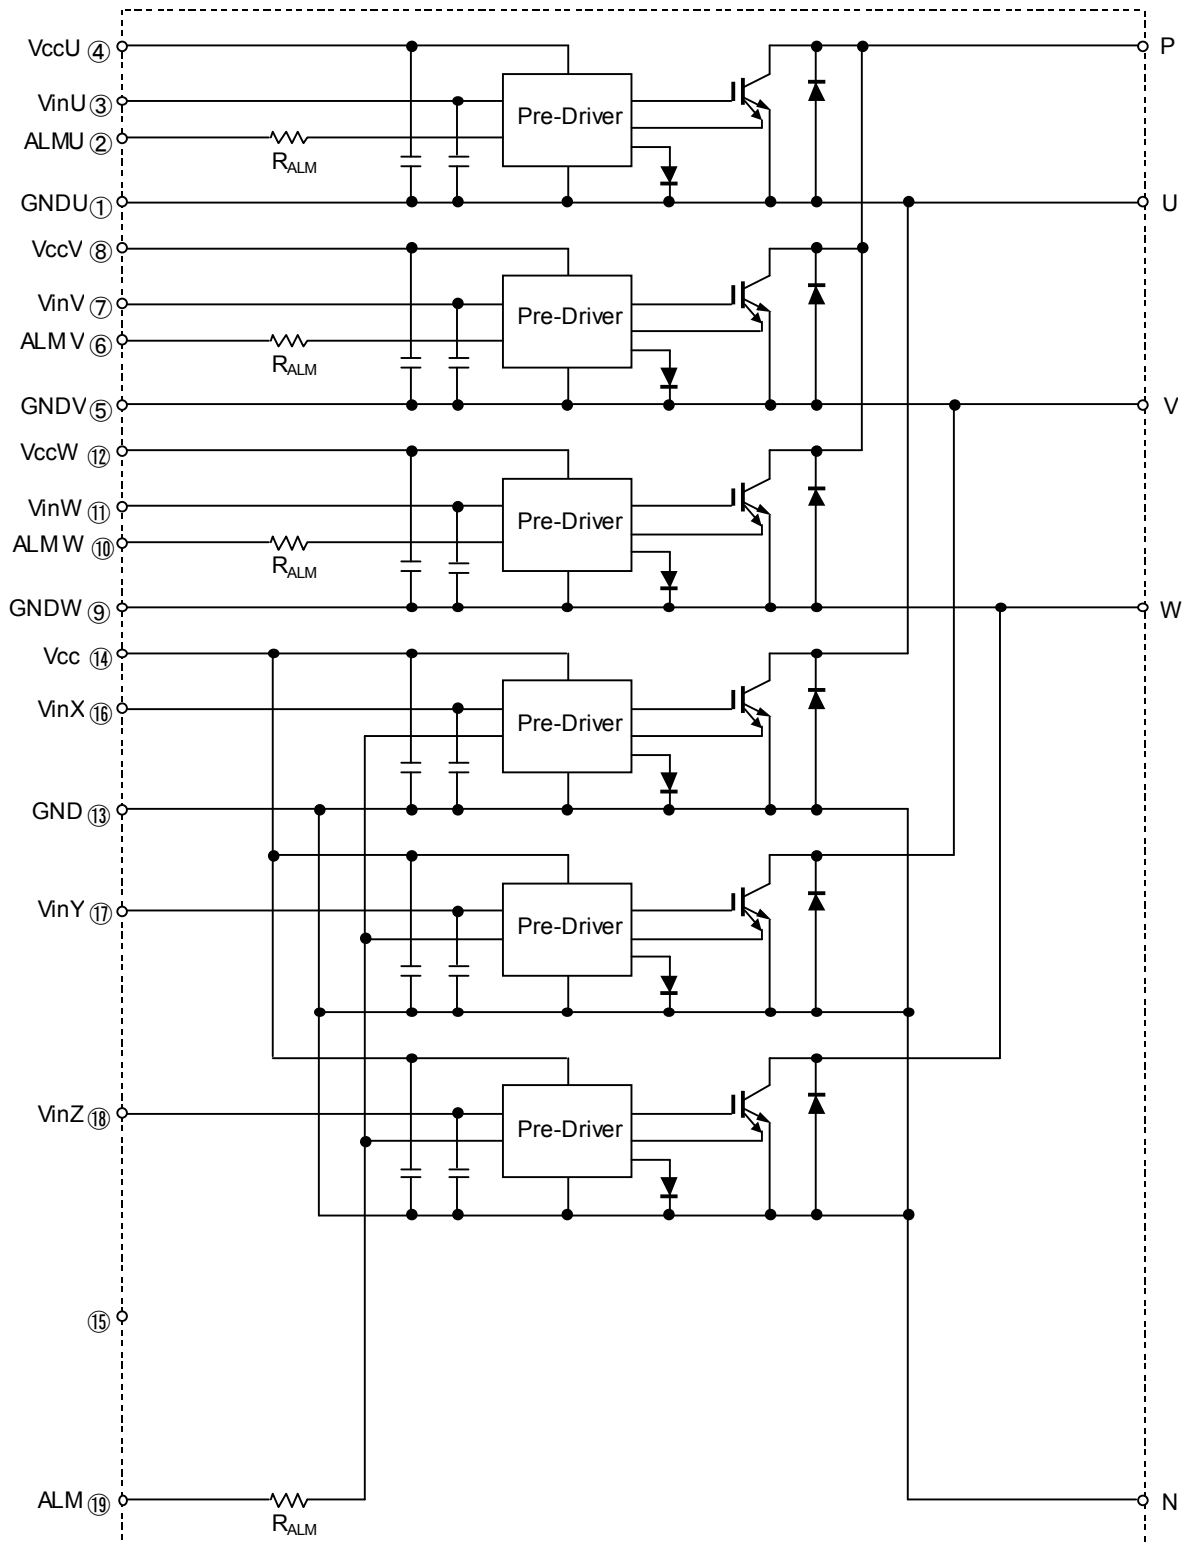 VccU ④
P
VinU ③
Pre-Driver
ALMU ②
RALM
GNDU ①
U
VccV ⑧
VinV ⑦
Pre-Driver
ALMV ⑥
RALM
GNDV ⑤
V
VccW ⑫
VinW ⑪
Pre-Driver
ALMW ⑩
RALM
GNDW ⑨
W
Vcc ⑭
VinX ⑯
Pre-Driver
GND ⑬
VinY ⑰
Pre-Driver
VinZ ⑱
Pre-Driver
⑮
ALM ⑲
RALM
N